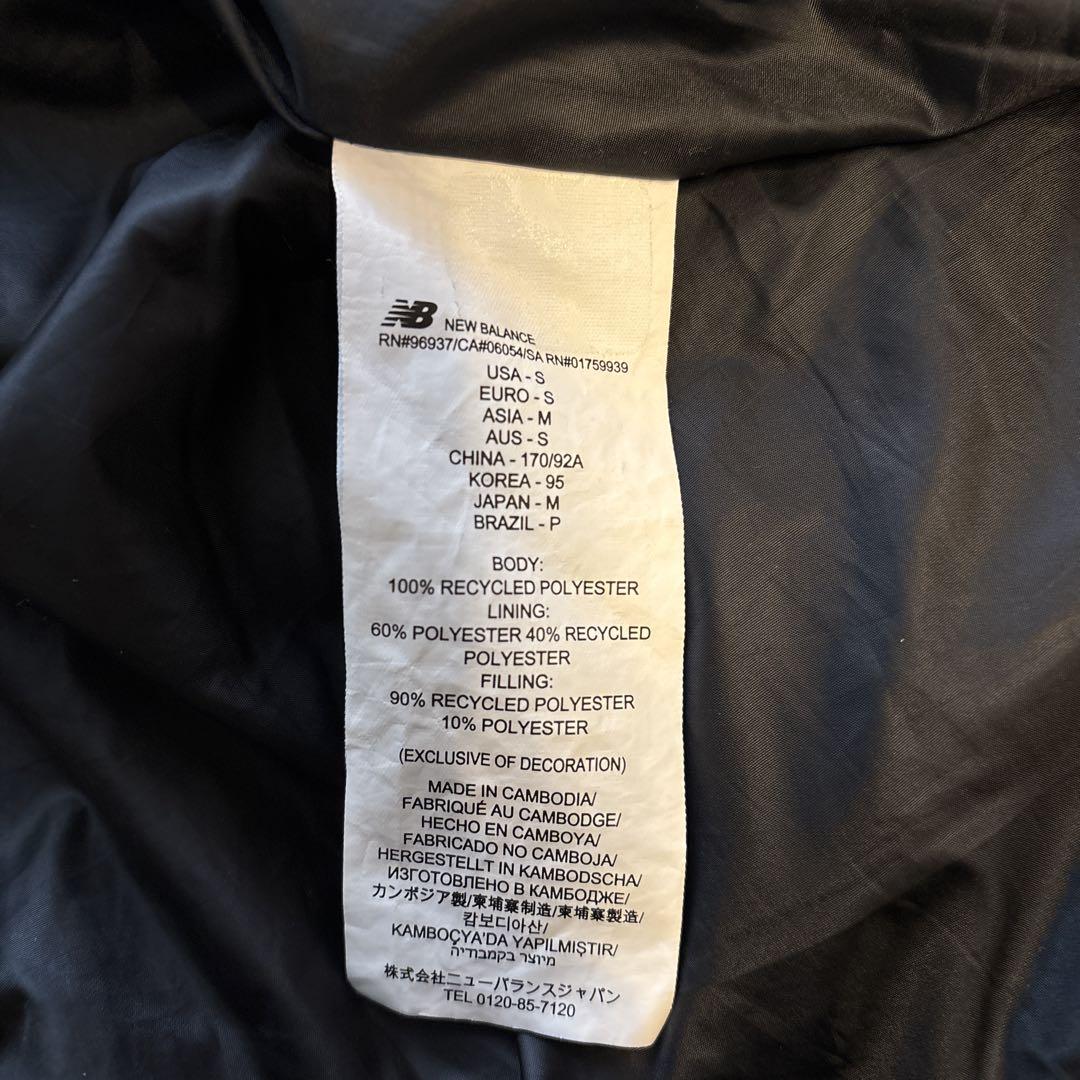 NB NEW BALANCE
RN#96937/CA#06054/SA RN#01759939
USA - S
EURO - S
ASIA - M
AUS - S
CHINA - 170/92A
KOREA - 95
JAPAN - M
BRAZIL - P
BODY:
100% RECYCLED POLYESTER
LINING:
60% POLYESTER 40% RECYCLED
POLYESTER
FILLING:
90% RECYCLED POLYESTER
10% POLYESTER
(EXCLUSIVE OF DECORATION)
MADE IN CAMBODIA/
FABRIQUÉ AU CAMBODGE/
HECHO EN CAMBOYA/
FABRICADO NO CAMBOJA/
HERGESTELLT IN KAMBODSCHA/
ИЗГОТОВЛЕНО В КАМБОДЖЕ/
カンボジア製/柬埔寨制造/柬埔寨製造/
캄보디아산/
KAMBOÇYA'DA YAPILMIŞTIR/
מיוצר בקמבודיה
株式会社ニューバランスジャパン
TEL 0120-85-7120